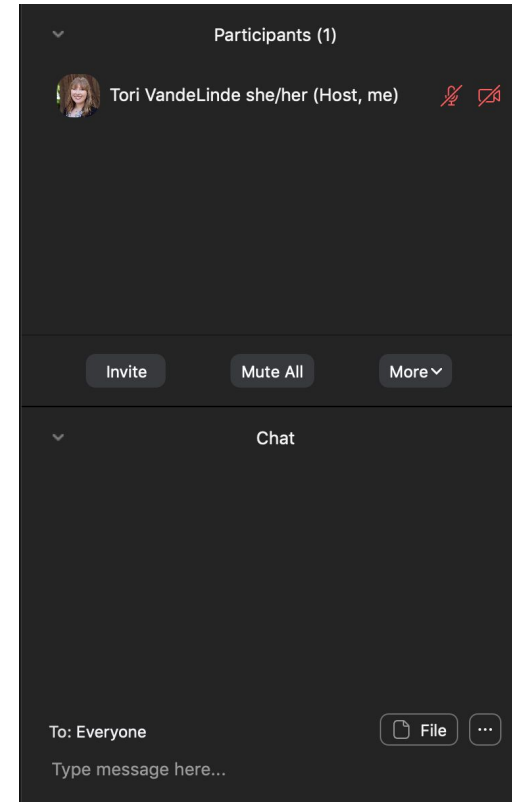 Participants (1)
Tori VandeLinde she/her (Host, me)
Invite Mute All More
Chat
To: Everyone File ...
Type message here...